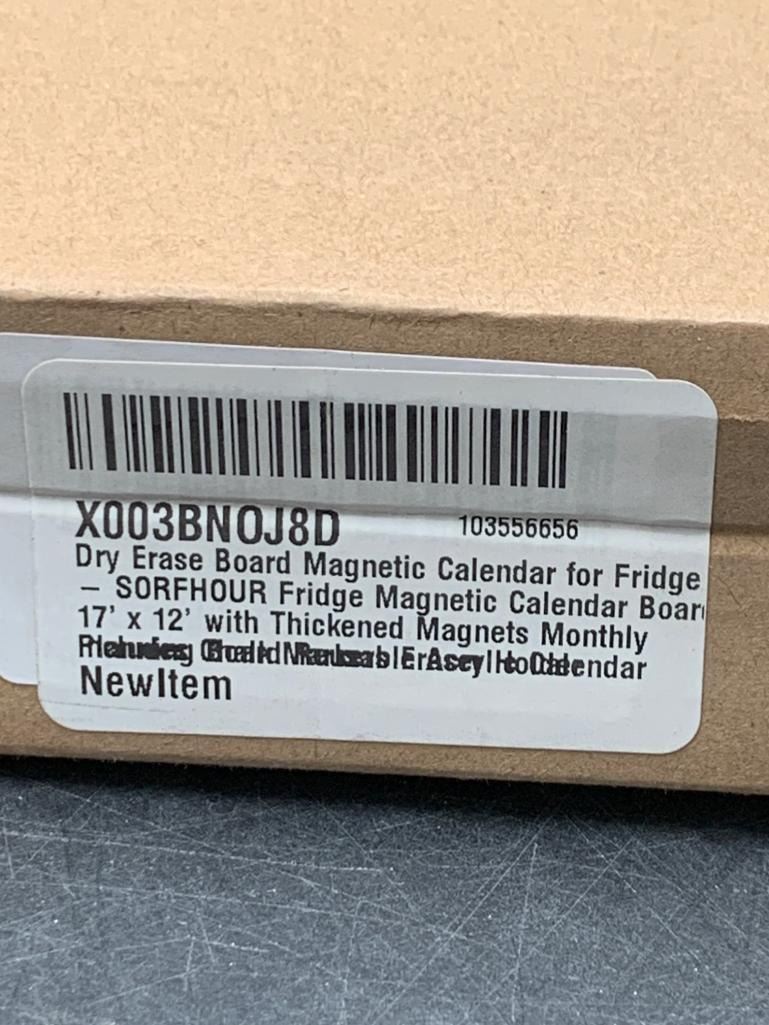 X003BNOJ8D 103556656
Dry Erase Board Magnetic Calendar for Fridge
– SORFHOUR Fridge Magnetic Calendar Boar
17' x 12' with Thickened Magnets Monthly
NewItem